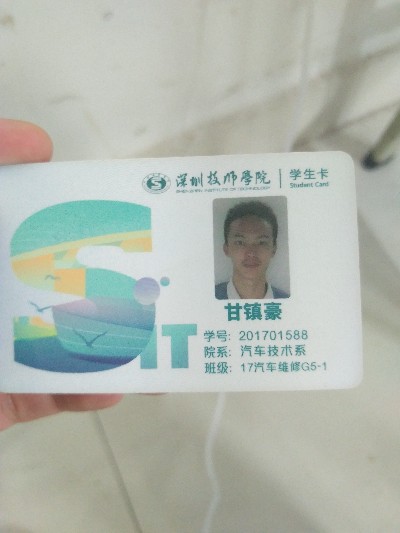 深圳技师學院
学生卡
SHENZHEN INSTITUTE OF TECHNOLOGY
Student Card
SIT
甘镇豪
学号: 201701588
院系: 汽车技术系
班级: 17汽车维修G5-1